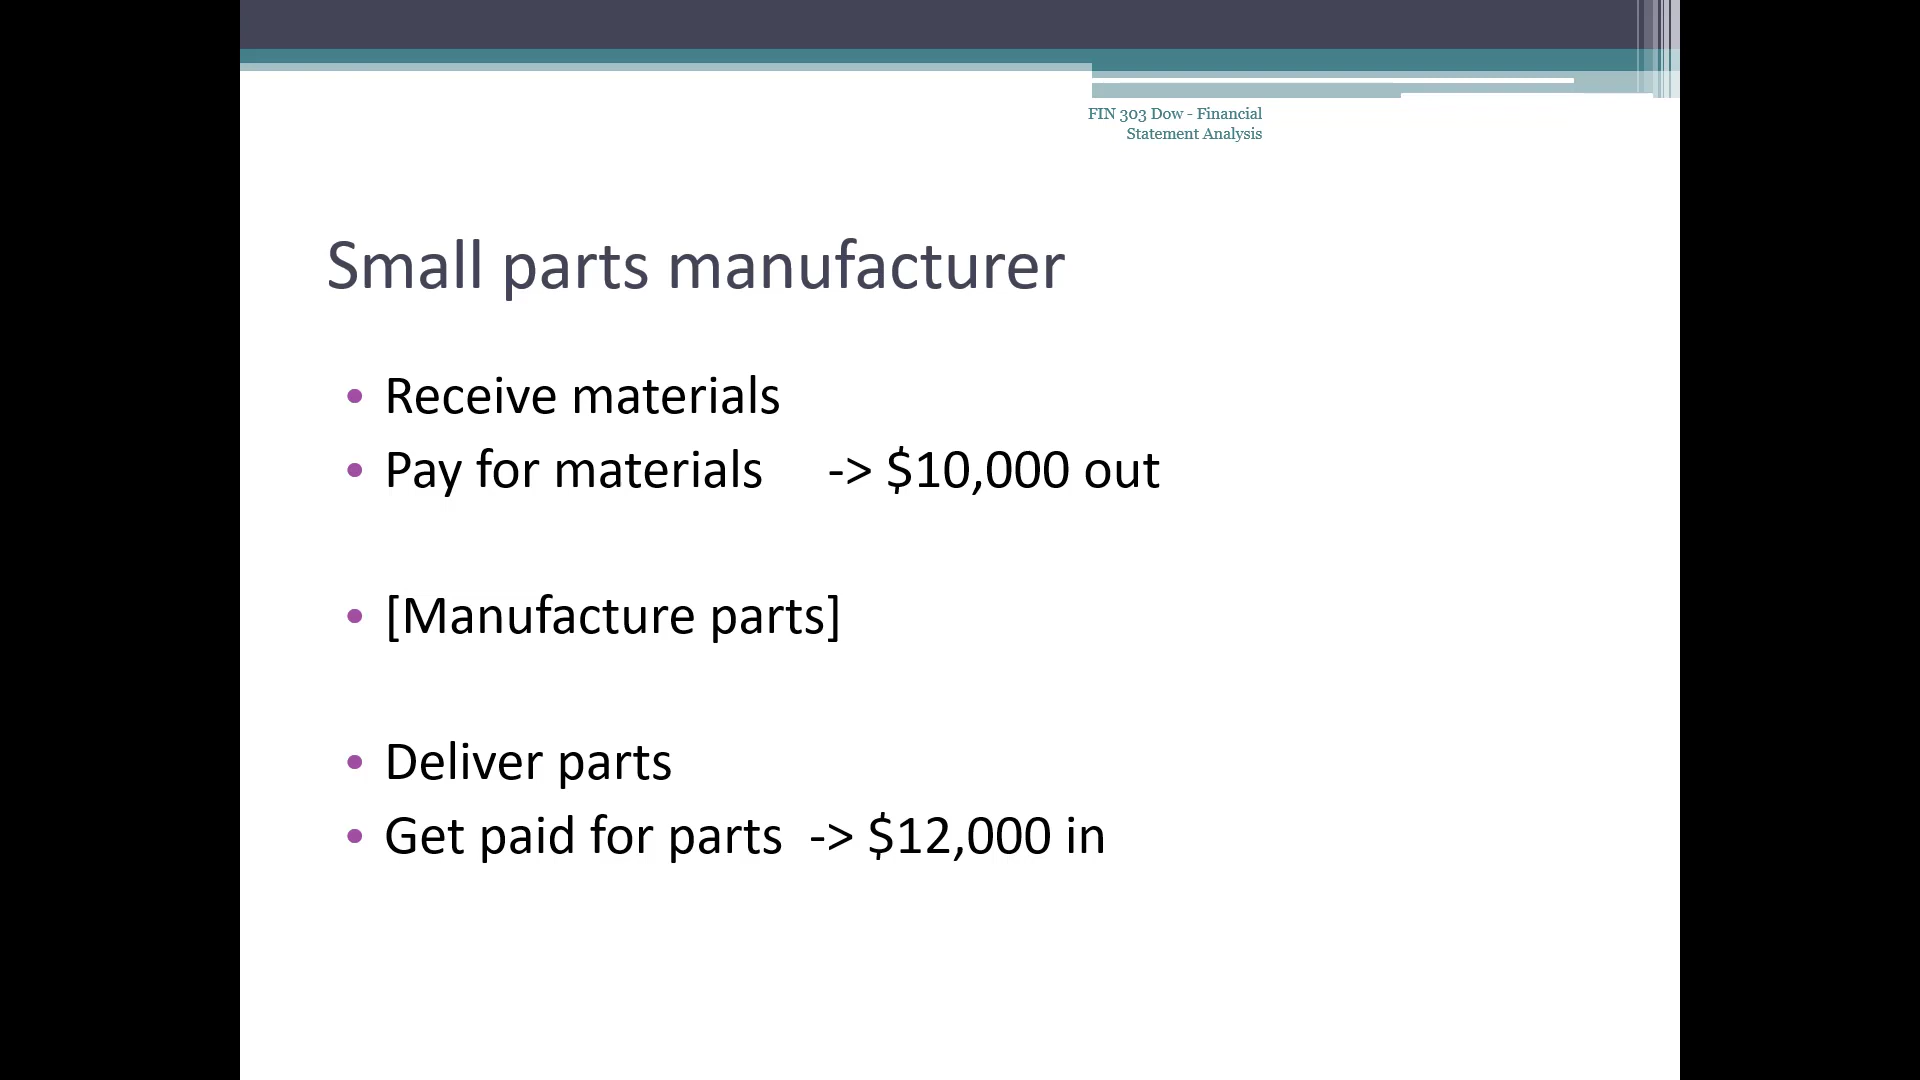 FIN 303 Dow - Financial
Statement Analysis
Small parts manufacturer
• Receive materials
• Pay for materials -> $10,000 out
• [Manufacture parts]
• Deliver parts
• Get paid for parts -> $12,000 in